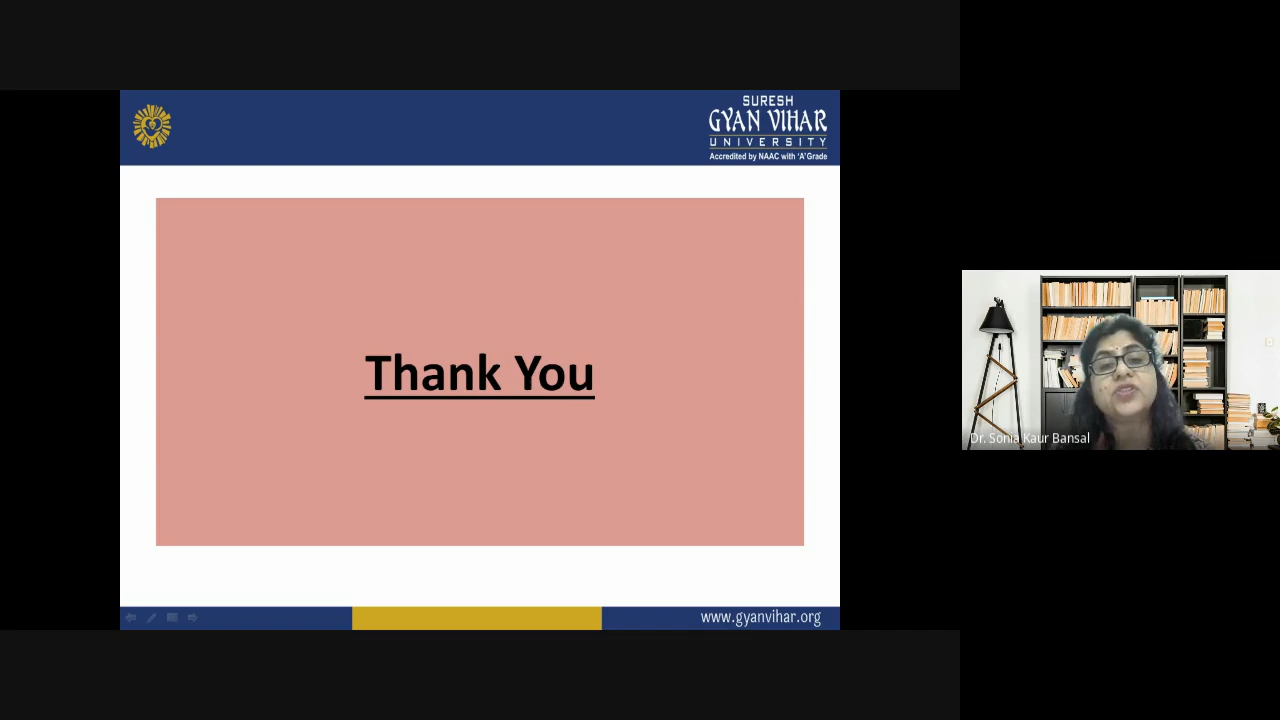 SURESH
GYAN VIHAR
UNIVERSITY
Accredited by NAAC with 'A'Grade
Thank You
www.gyanvihar.org
Dr. Sonia Kaur Bansal